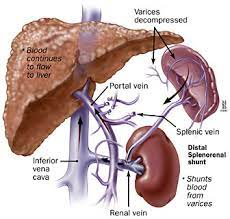 Varices
decompressed
• Blood
continues
to flow
to liver
Portal vein
Splenic vein
Distal
Splenorenal
shunt
Inferior
vena
cava
• Shunts
blood
from
varices
Renal vein